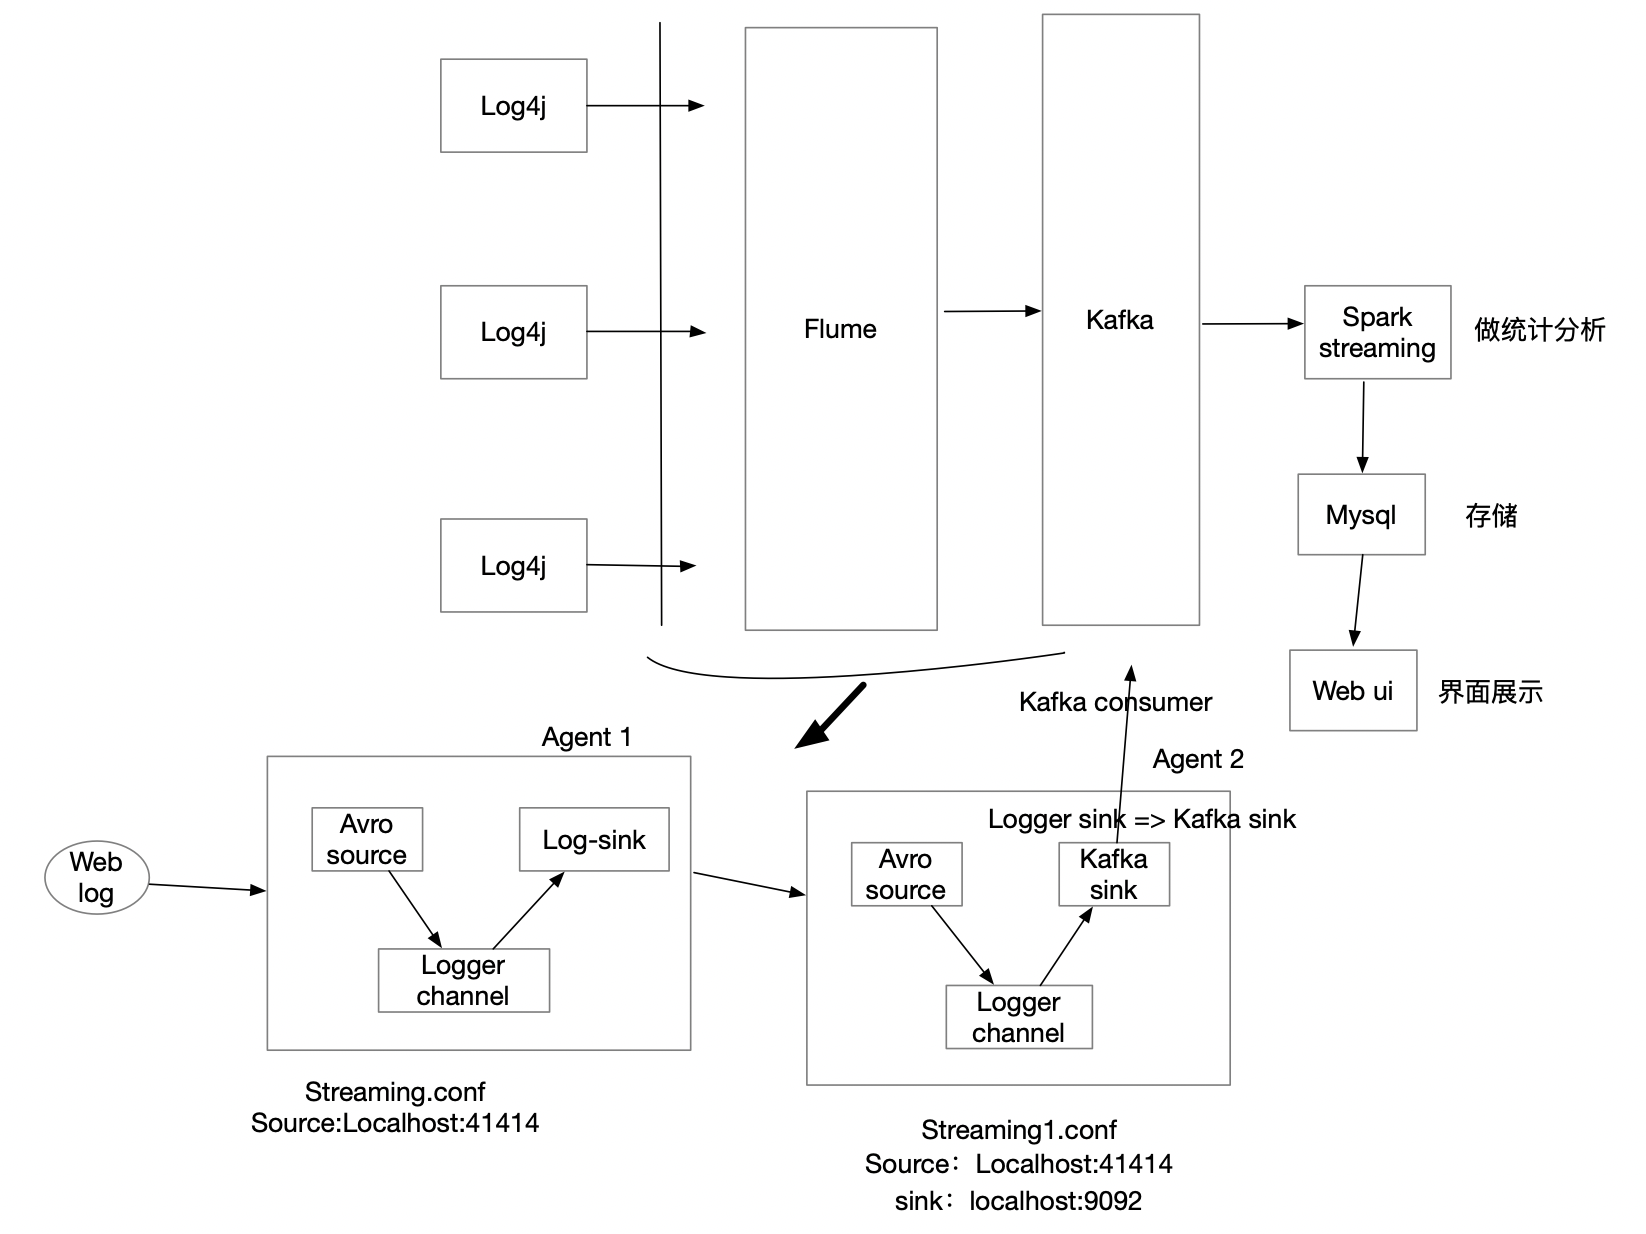 Log4j
Log4j
Log4j
Flume
Kafka
Spark
streaming
做统计分析
Mysql
存储
Web ui
界面展示
Kafka consumer
Agent 1
Agent 2
Web
log
Avro
source
Log-sink
Logger
channel
Logger sink => Kafka sink
Avro
source
Kafka
sink
Logger
channel
Streaming.conf
Source:Localhost:41414
Streaming1.conf
Source：Localhost:41414
sink：localhost:9092